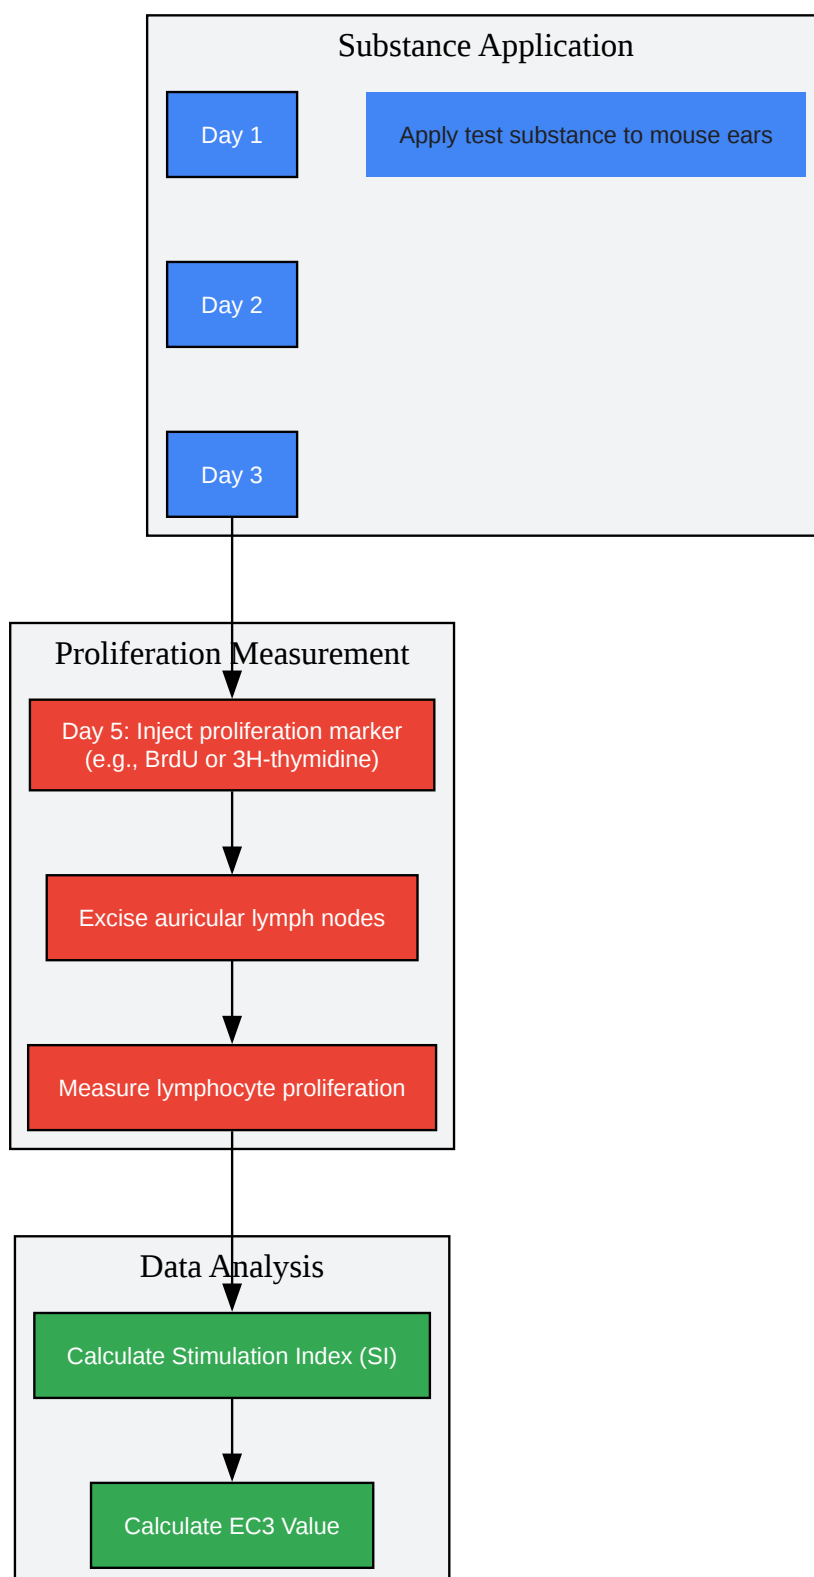 Substance Application
Day 1
Apply test substance to mouse ears
Day 2
Day 3
Proliferation Measurement
Day 5: Inject proliferation marker
(e.g., BrdU or 3H-thymidine)
Excise auricular lymph nodes
Measure lymphocyte proliferation
Data Analysis
Calculate Stimulation Index (SI)
Calculate EC3 Value